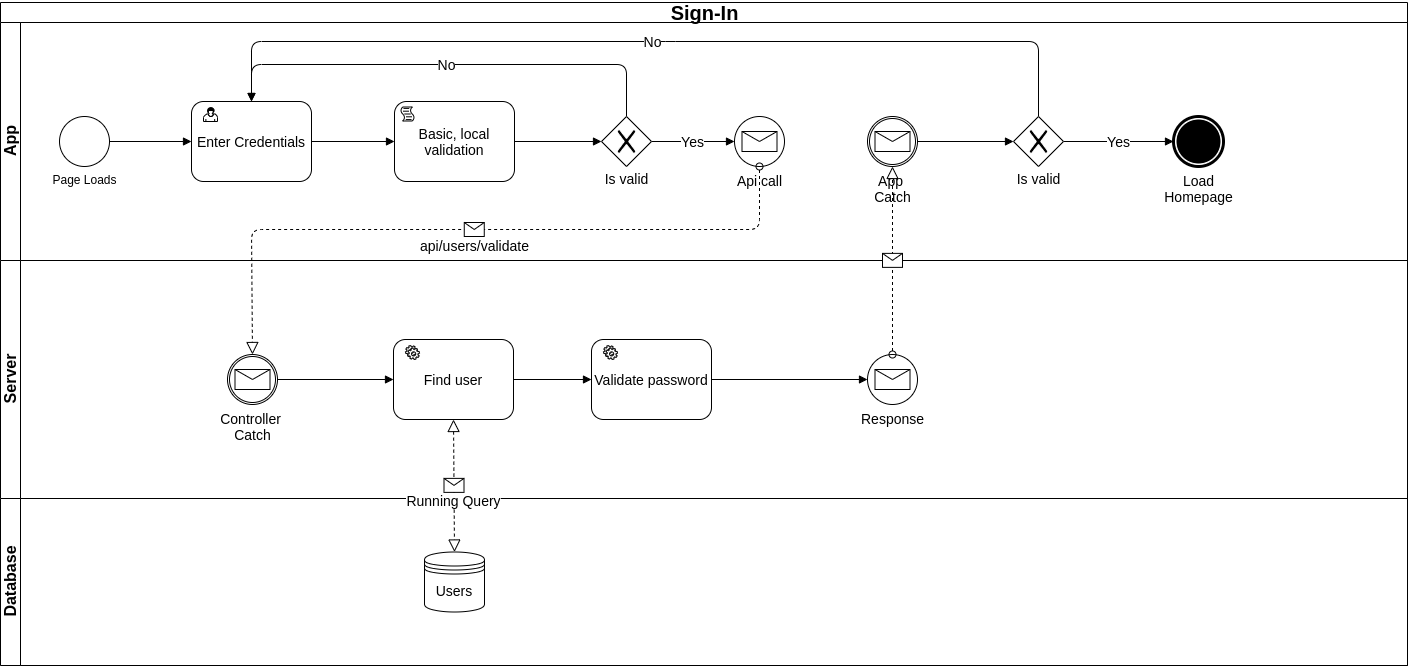 Sign-In
App
No
No
Page Loads
Enter Credentials
Basic, local
validation
Is valid
Yes
Api call
App
Catch
Is valid
Yes
Load
Homepage
api/users/validate
Server
Controller
Catch
Find user
Validate password
Response
Running Query
Database
Users